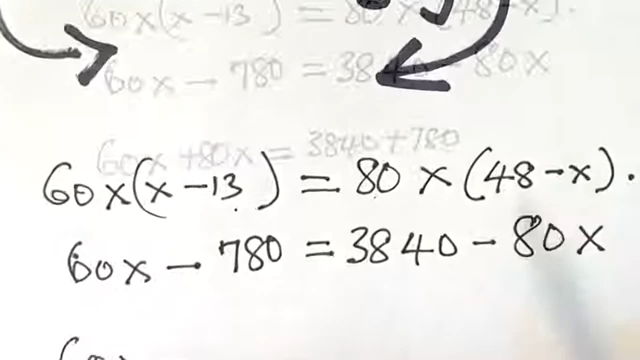 60x(x-13) = 80x(48-x).
60x - 780 = 3840 - 80x
60x + 80x = 3840 + 780
60x(x-13) = 80x(48-x).
60x - 780 = 3840 - 80x
60x